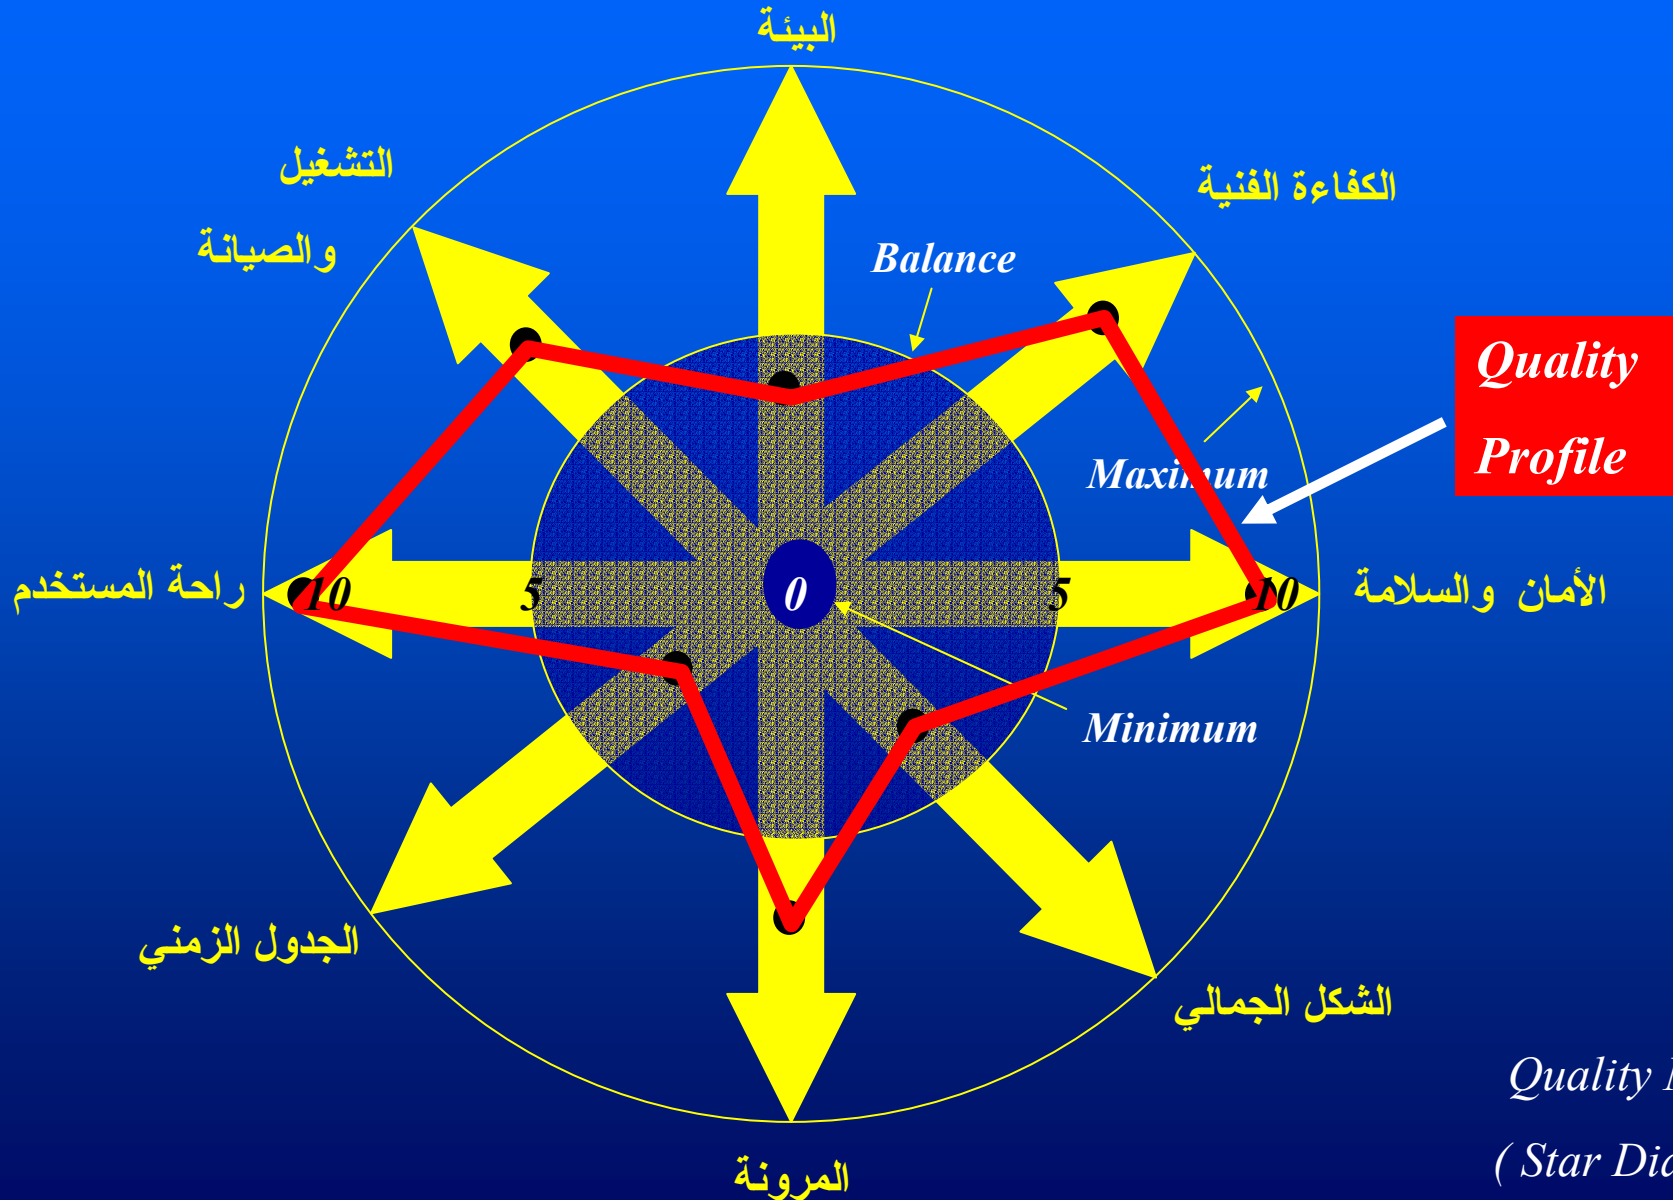 البيئة
التشغيل
والصيانة
الكفاءة الفنية
Balance
Quality
Profile
Maximum
راحة المستخدم
10
5
0
5
10
الأمان والسلامة
Minimum
الجدول الزمني
الشكل الجمالي
المرونة
Quality
( Star